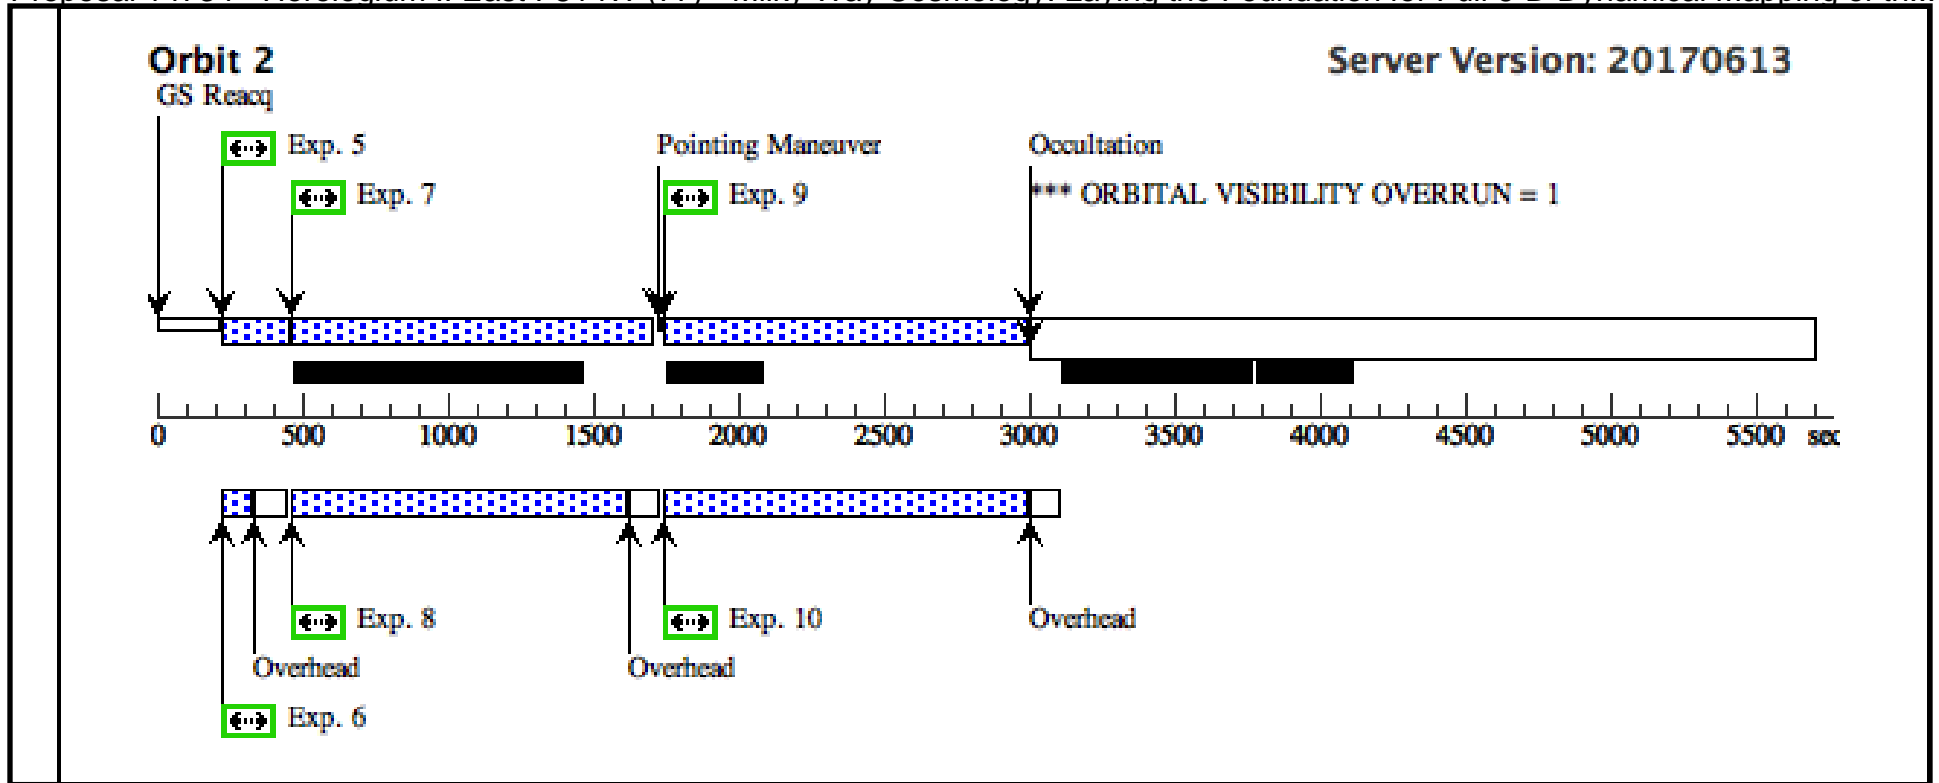 Orbit 2
Server Version: 20170613
GS Reacq
Exp. 5
Pointing Maneuver
Occultation
Exp. 7
Exp. 9
*** ORBITAL VISIBILITY OVERRUN = 1
0 500 1000 1500 2000 2500 3000 3500 4000 4500 5000 5500 sec
Exp. 8
Exp. 10
Overhead
Overhead
Overhead
Exp. 6